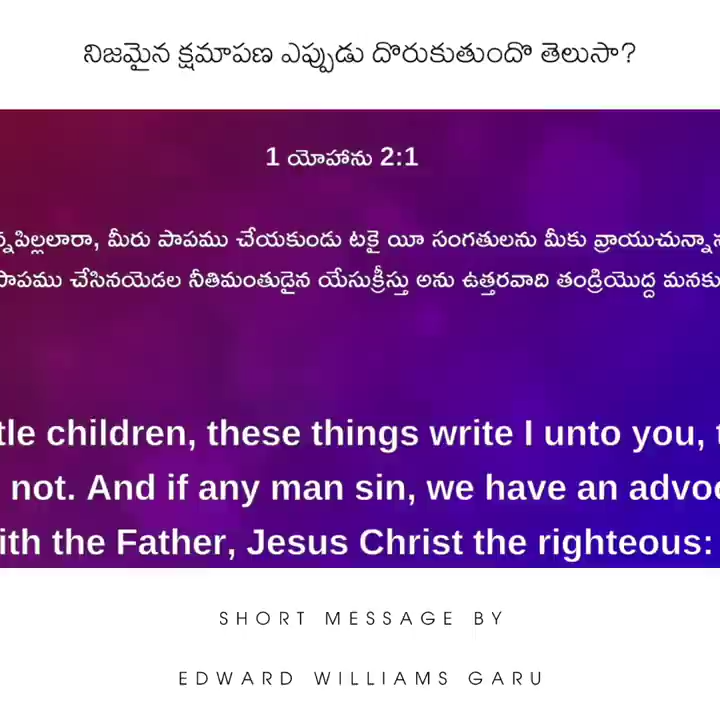 నిజమైన క్షమాపణ ఎప్పుడు దొరుకుతుందొ తెలుసా?
1 యోహాను 2:1
న్నపిల్లలారా, మీరు పాపము చేయకుండు టకై యీ సంగతులను మీకు వ్రాయుచున్నా
పాపము చేసినయెడల నీతిమంతుడైన యేసుక్రీస్తు అను ఉత్తరవాది తండ్రియొద్ద మనకు
tle children, these things write I unto you,
not. And if any man sin, we have an advo
ith the Father, Jesus Christ the righteous:
SHORT MESSAGE BY
EDWARD WILLIAMS GARU